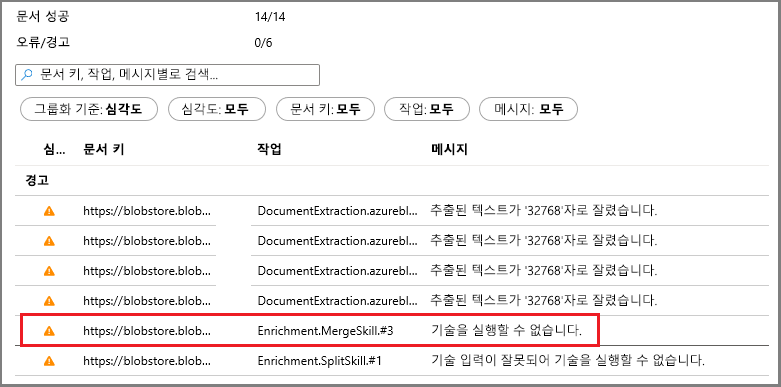 문서 성공 14/14
오류/경고 0/6
문서 키, 작업, 메시지별로 검색...
그룹화 기준: 심각도 심각도: 모두 문서 키: 모두 작업: 모두 메시지: 모두
심... 문서 키 작업 메시지
경고
https://blobstore.blob... DocumentExtraction.azurebl... 추출된 텍스트가 '32768'자로 잘렸습니다.
https://blobstore.blob... DocumentExtraction.azurebl... 추출된 텍스트가 '32768'자로 잘렸습니다.
https://blobstore.blob... DocumentExtraction.azurebl... 추출된 텍스트가 '32768'자로 잘렸습니다.
https://blobstore.blob... DocumentExtraction.azurebl... 추출된 텍스트가 '32768'자로 잘렸습니다.
https://blobstore.blob... Enrichment.MergeSkill.#3 기술을 실행할 수 없습니다.
https://blobstore.blob... Enrichment.SplitSkill.#1 기술 입력이 잘못되어 기술을 실행할 수 없습니다.